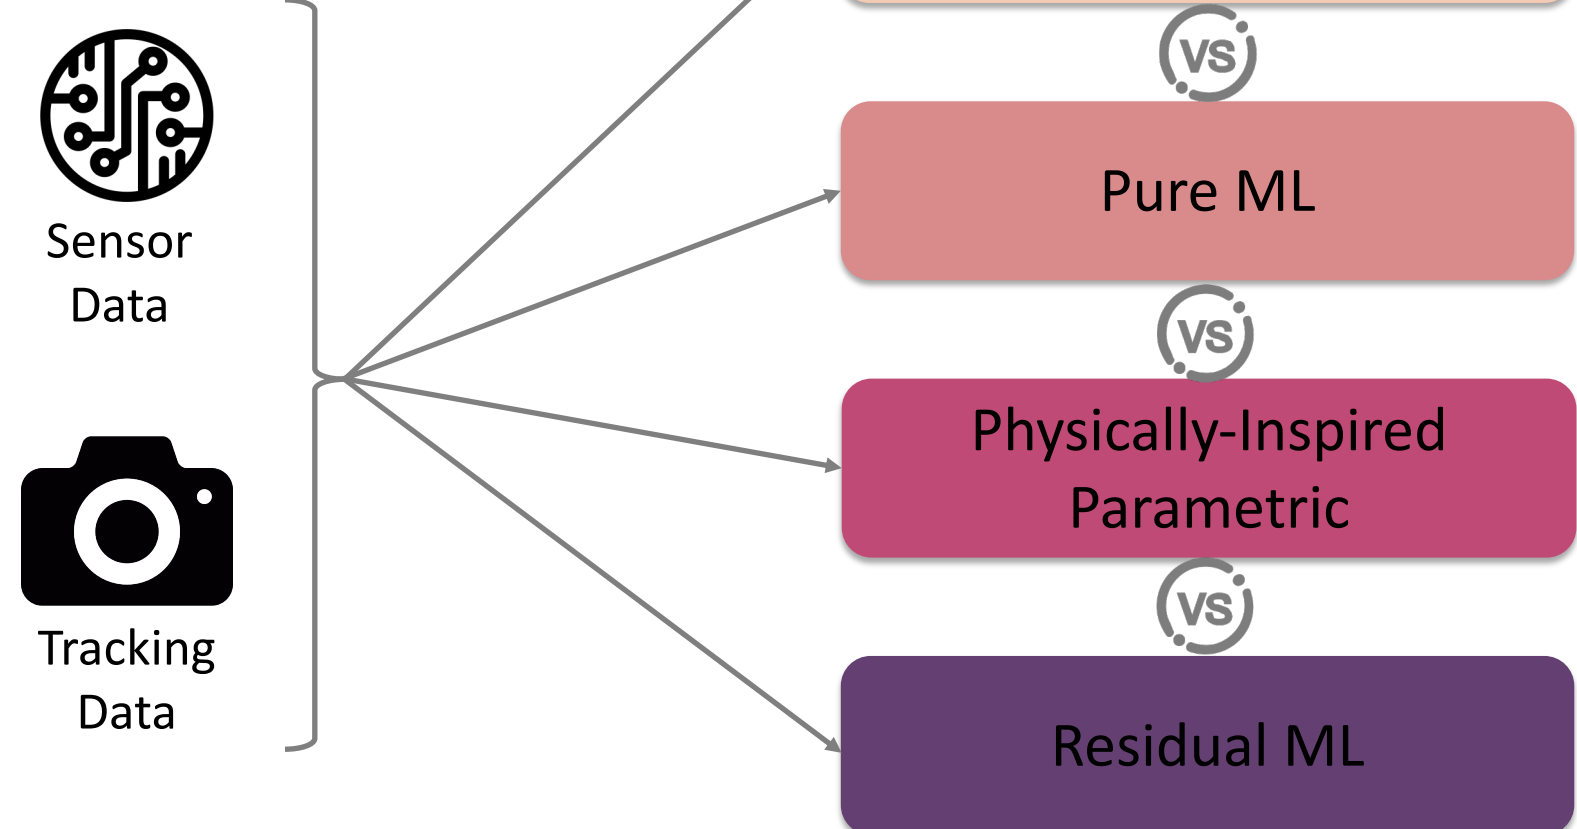 Sensor
Data
Tracking
Data
VS
Pure ML
VS
Physically-Inspired
Parametric
VS
Residual ML